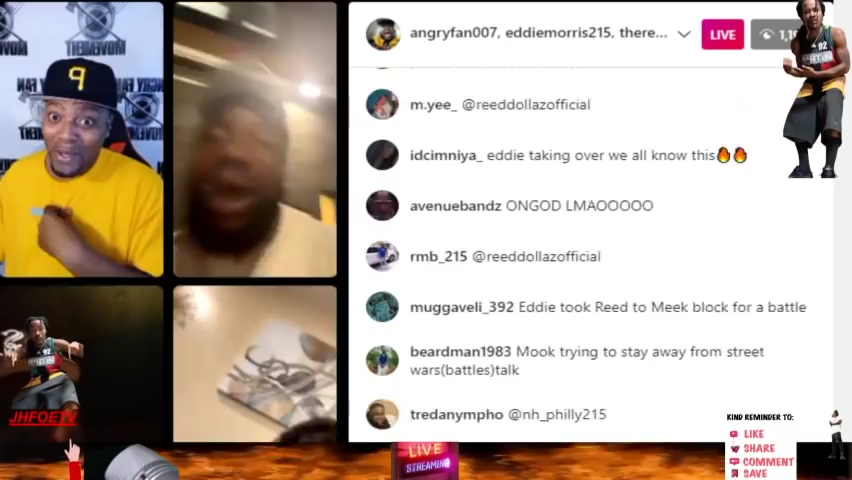 angryfan007, eddiemorris215, there...
LIVE
m.yee_ @reeddollazofficial
idcimniya_ eddie taking over we all know this🔥🔥
avenuebandz ONGOD LMAOOOOO
rmb_215 @reeddollazofficial
muggaveli_392 Eddie took Reed to Meek block for a battle
beardman1983 Mook trying to stay away from street
wars(battles)talk
tredanympho @nh_philly215
JHFOETV
LIVE
STREAMING
KIND REMINDER TO:
LIKE
SHARE
COMMENT
SAVE